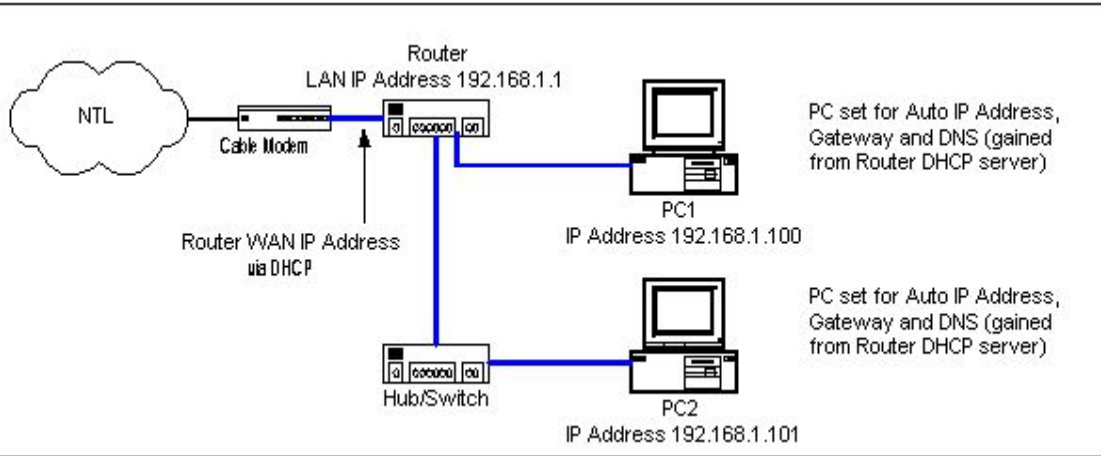 Router
LAN IP Address 192.168.1.1
NTL
Cable Modem
PC set for Auto IP Address,
Gateway and DNS (gained
from Router DHCP server)
PC1
IP Address 192.168.1.100
Router WAN IP Address
via DHCP
PC set for Auto IP Address,
Gateway and DNS (gained
from Router DHCP server)
Hub/Switch
PC2
IP Address 192.168.1.101